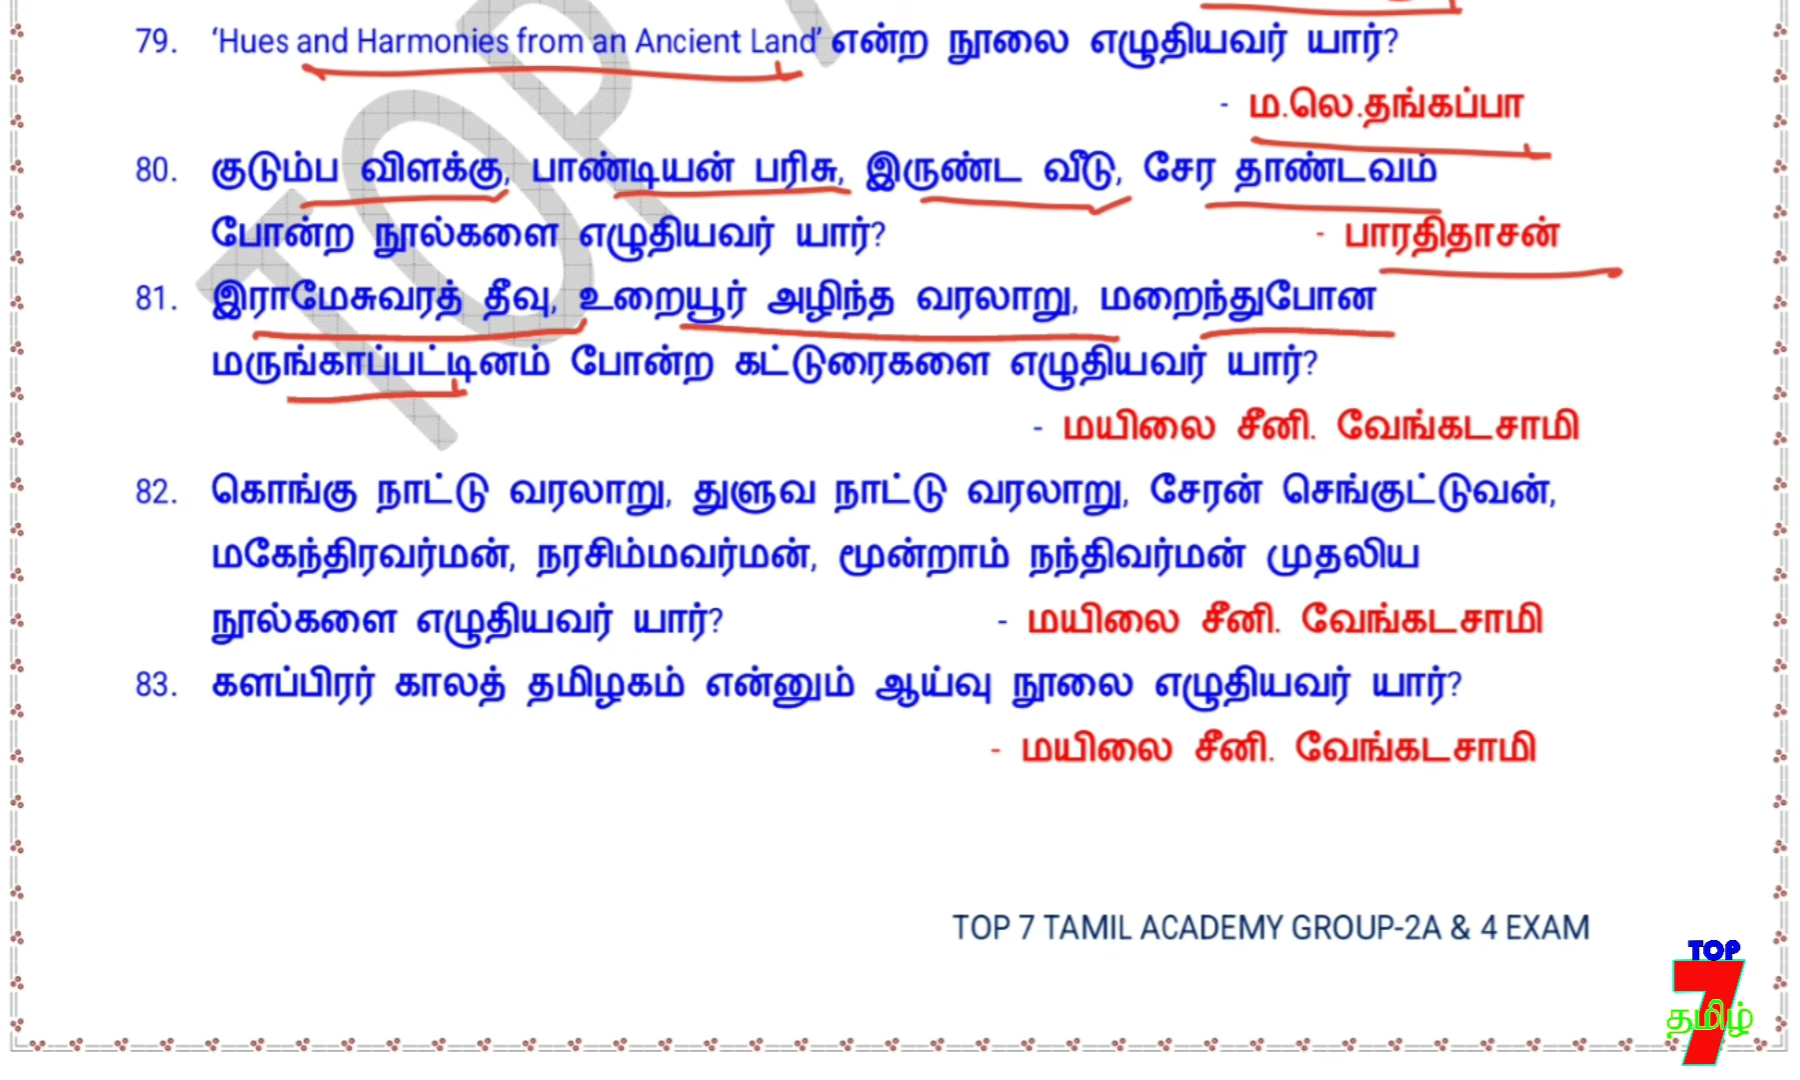 79. ‘Hues and Harmonies from an Ancient Land’ என்ற நூலை எழுதியவர் யார்?
- ம.லெ.தங்கப்பா
80. குடும்ப விளக்கு, பாண்டியன் பரிசு, இருண்ட வீடு, சேர தாண்டவம்
போன்ற நூல்களை எழுதியவர் யார்? - பாரதிதாசன்
81. இராமேசுவரத் தீவு, உறையூர் அழிந்த வரலாறு, மறைந்துபோன
மருங்காப்பட்டினம் போன்ற கட்டுரைகளை எழுதியவர் யார்?
- மயிலை சீனி. வேங்கடசாமி
82. கொங்கு நாட்டு வரலாறு, துளுவ நாட்டு வரலாறு, சேரன் செங்குட்டுவன்,
மகேந்திரவர்மன், நரசிம்மவர்மன், மூன்றாம் நந்திவர்மன் முதலிய
நூல்களை எழுதியவர் யார்? - மயிலை சீனி. வேங்கடசாமி
83. களப்பிரர் காலத் தமிழகம் என்னும் ஆய்வு நூலை எழுதியவர் யார்?
- மயிலை சீனி. வேங்கடசாமி
TOP 7 TAMIL ACADEMY GROUP-2A & 4 EXAM
TOP
7
தமிழ்